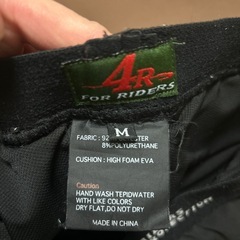 4R
FOR RIDERS
M
FABRIC : 92
8%POLYURETHANE
CUSHION : HIGH FOAM EVA
Caution
HAND WASH TEPIDWATER
WITH LIKE COLORS
DRY FLAT,DO NOT DRY
MADE IN CHINA